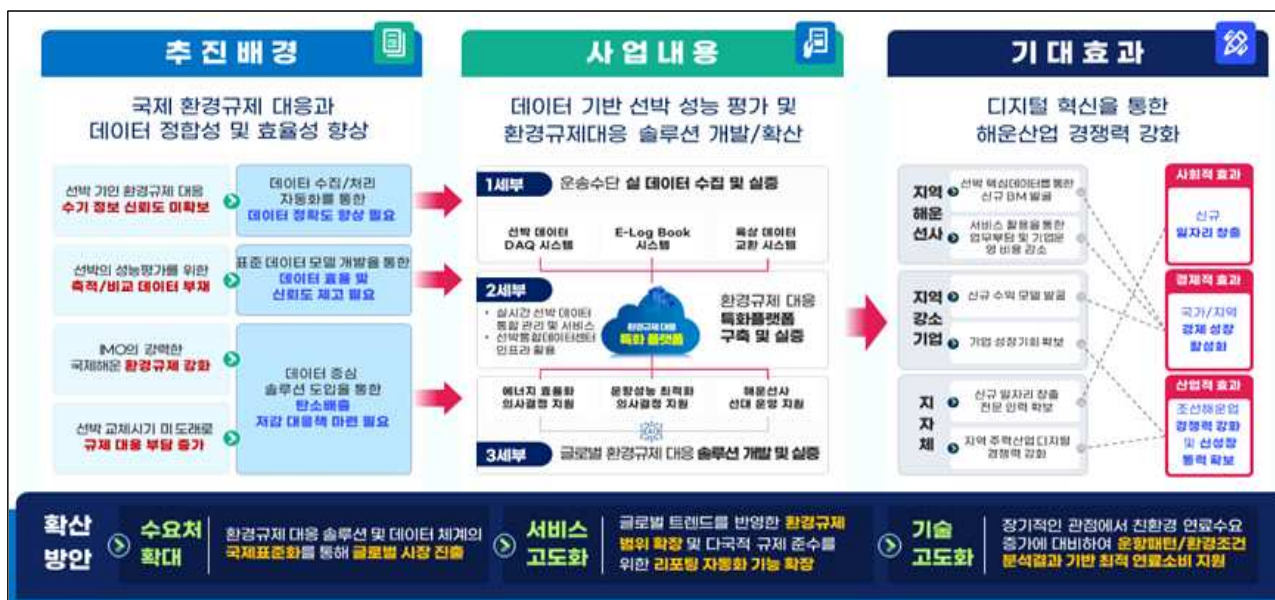 추진배경
국제 환경규제 대응과
데이터 정합성 및 효율성 향상
선박 기인 환경규제 대응
수기 정보 신뢰도 미확보
데이터 수집/처리
자동화를 통한
데이터 정확도 향상 필요
선박의 성능평가를 위한
축적/비교 데이터 부재
표준 데이터 모델 개발을 통한
데이터 효율 및
신뢰도 제고 필요
IMO의 강력한
국제해운 환경규제 강화
선박 교체시기 미도래로
규제 대응 부담 증가
데이터 중심
솔루션 도입을 통한
탄소배출
저감 대응책 마련 필요
사업내용
데이터 기반 선박 성능 평가 및
환경규제대응 솔루션 개발/확산
1세부 운송수단 실 데이터 수집 및 실증
선박 데이터
DAQ 시스템
E-Log Book
시스템
육상 데이터
교환 시스템
2세부
• 실시간 선박 데이터
통합 관리 및 서비스
• 선박통합데이터센터
인프라 활용
환경규제 대응
특화 플랫폼
환경규제 대응
특화플랫폼
구축 및 실증
에너지 효율화
의사결정 지원
운항성능 최적화
의사결정 지원
해운선사
선대 운영 지원
3세부 글로벌 환경규제 대응 솔루션 개발 및 실증
기대효과
디지털 혁신을 통한
해운산업 경쟁력 강화
지역
해운
선사
선박 핵심데이터를 통한
신규 BM 발굴
서비스 활용을 통한
업무부담 및 기업운
영 비용 감소
지역
강소
기업
신규 수익 모델 발굴
기업 성장기회 확보
지
자
체
신규 일자리 창출
전문 인력 확보
지역 주력산업 디지털
경쟁력 강화
사회적 효과
신규
일자리 창출
경제적 효과
국가/지역
경제 성장
활성화
산업적 효과
조선해운업
경쟁력 강화
및 신성장
동력 확보
확산
방안
수요처
확대
환경규제 대응 솔루션 및 데이터 체계의
국제표준화를 통해 글로벌 시장 진출
서비스
고도화
글로벌 트렌드를 반영한 환경규제
범위 확장 및 다국적 규제 준수를
위한 리포팅 자동화 기능 확장
기술
고도화
장기적인 관점에서 친환경 연료수요
증가에 대비하여 운항패턴/환경조건
분석결과 기반 최적 연료소비 지원